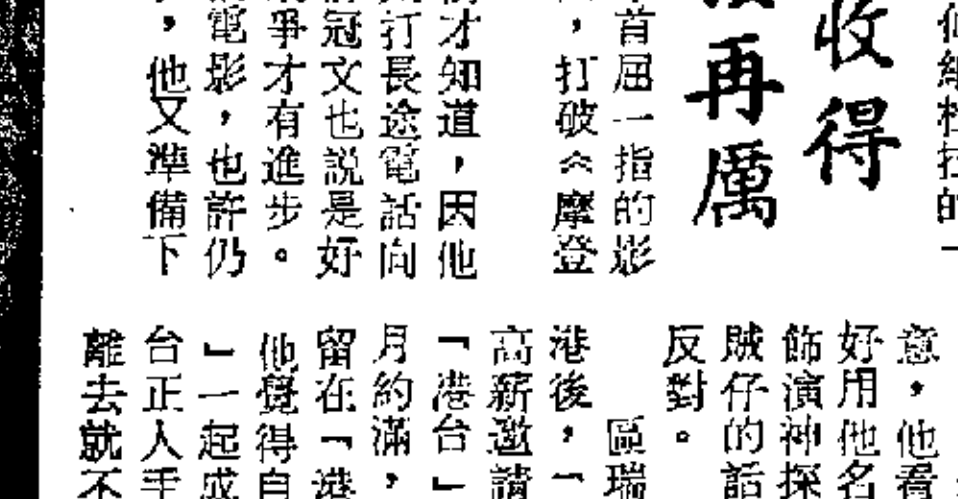 收得
再厲
首屈一指的影
,打破《摩登
才知道,因他
打長途電話向
冠文也說是好
爭才有進步。
電影,也許仍
,他又準備下
意,他看
好用他名
飾演神探
賊仔的話
反對。
區瑞
港後,「
高薪邀請
「港台」
月約滿,
留在「港
他覺得自
」一起成
台正人手
離去就不